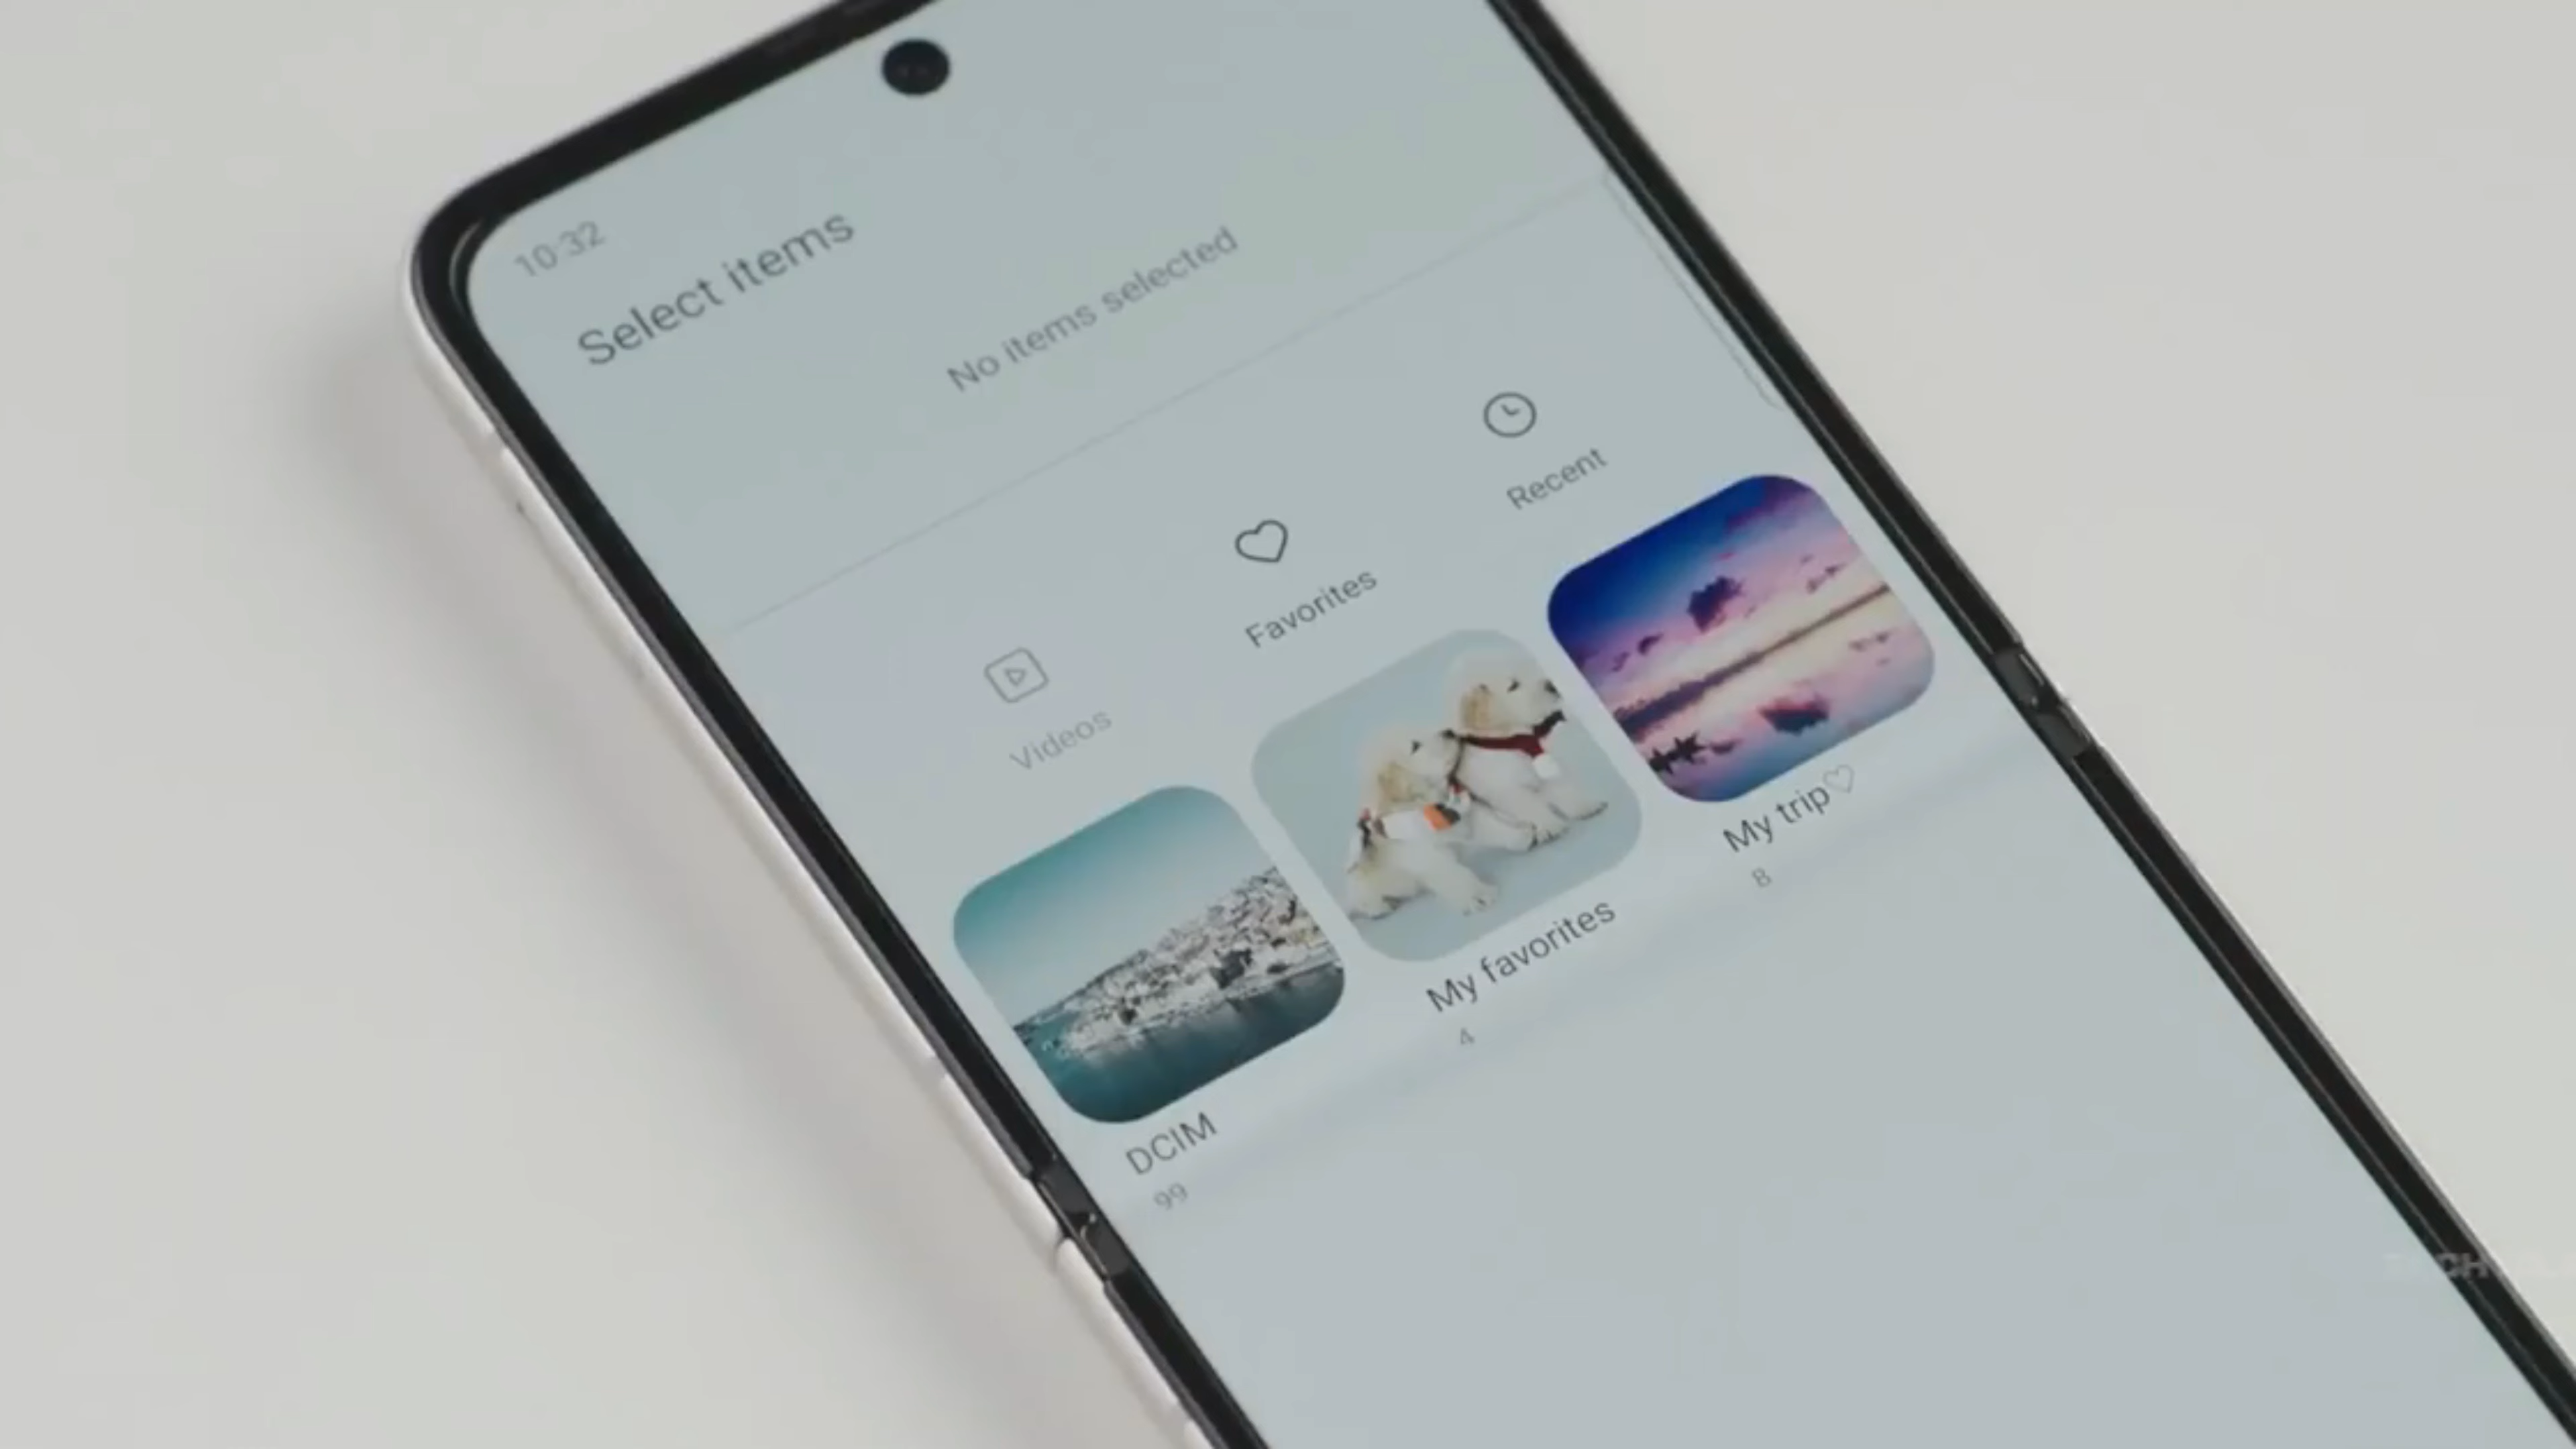 10:32
Select items
No items selected
Videos
Favorites
Recent
DCIM
99
My favorites
4
My trip♡
8